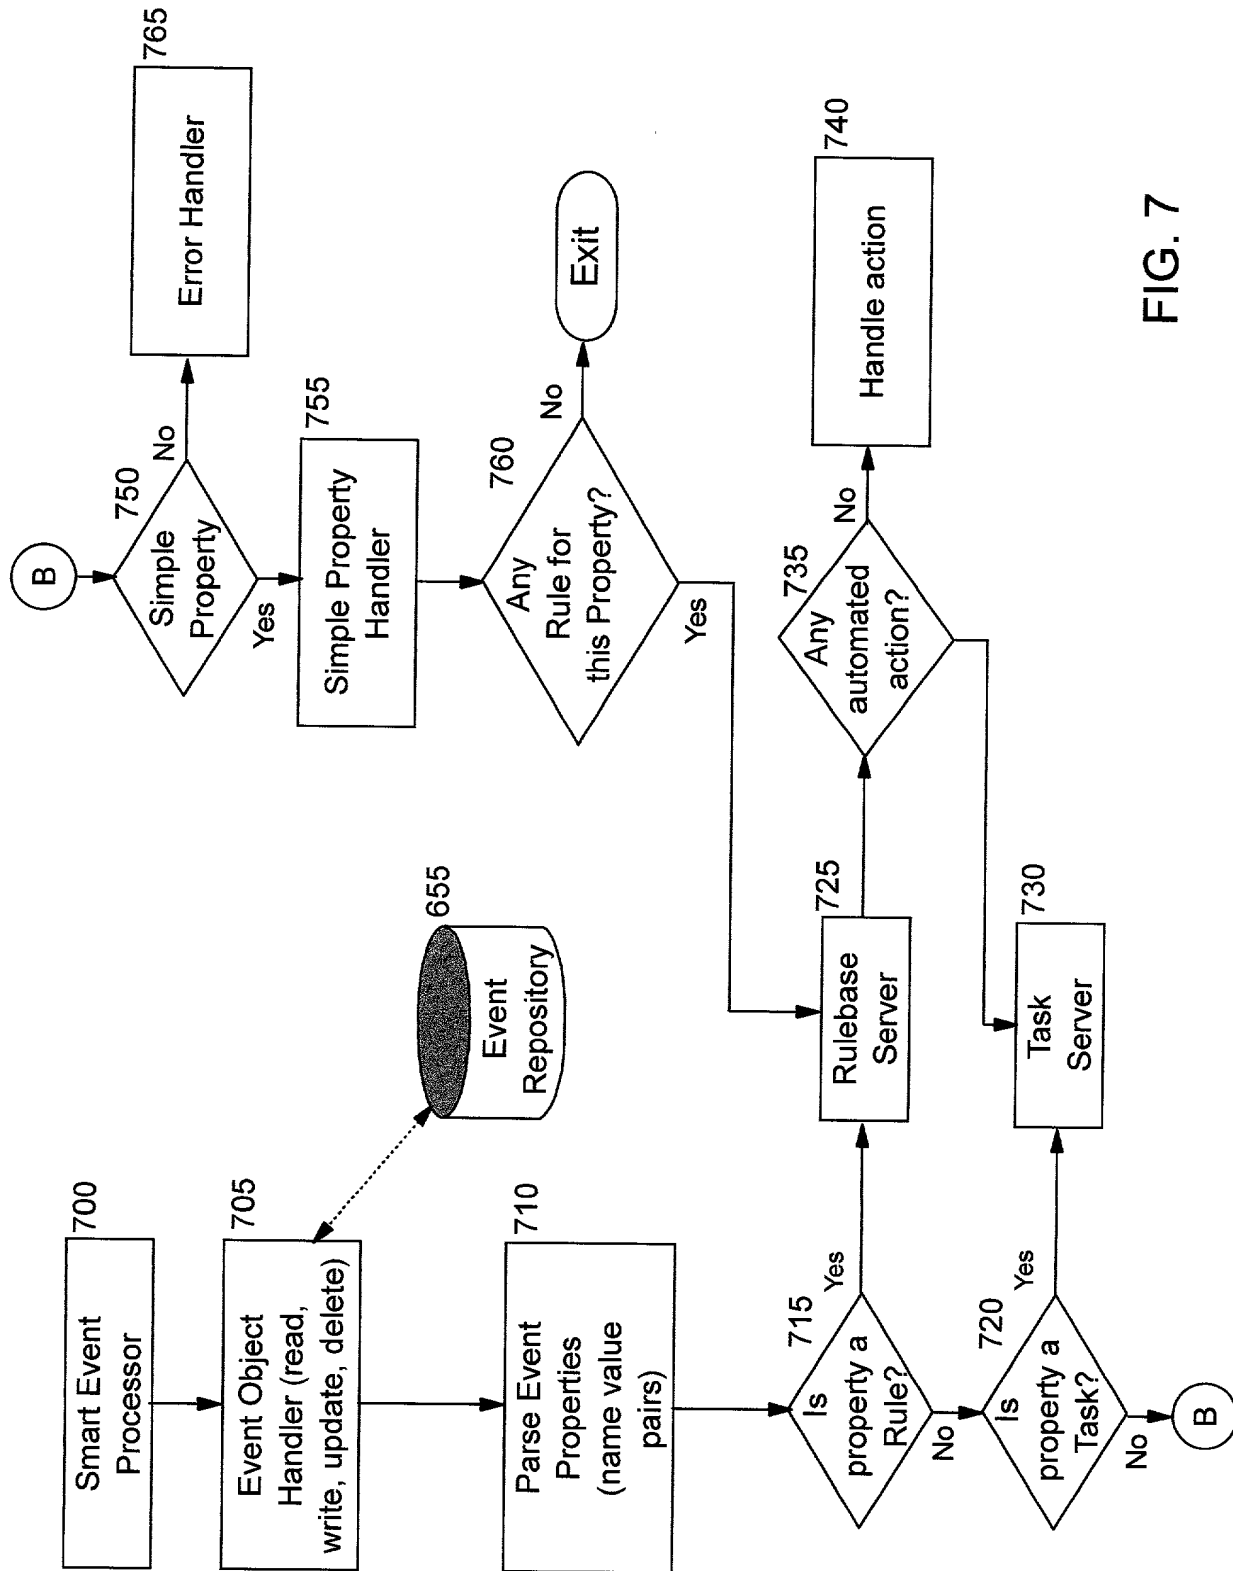 700
Smart Event
Processor
705
Event Object
Handler (read,
write, update, delete)
655
Event
Repository
710
Parse Event
Properties
(name value
pairs)
715
Is
property a
Rule?
Yes
No
720
Is
property a
Task?
Yes
No
B
725
Rulebase
Server
730
Task
Server
735
Any
automated
action?
No
740
Handle action
B
750
Simple
Property
No
Yes
765
Error Handler
755
Simple Property
Handler
760
Any
Rule for
this Property?
No
Yes
Exit
FIG. 7